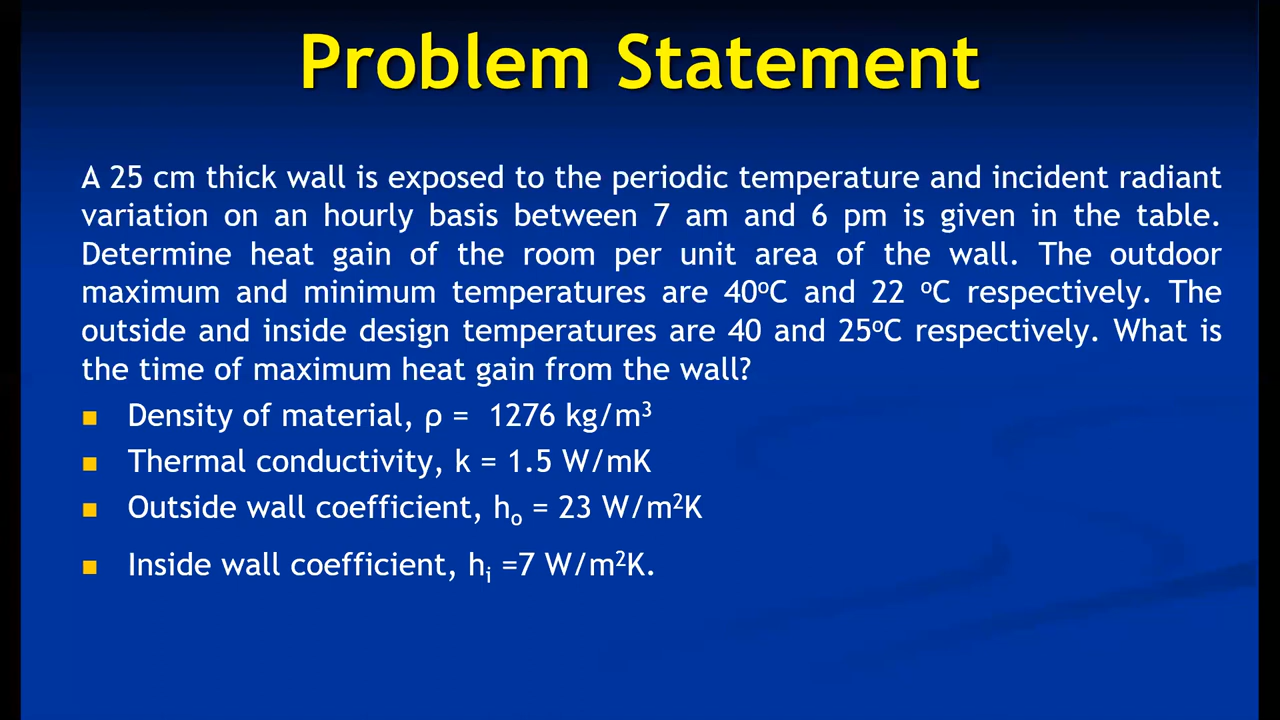 Problem Statement
A 25 cm thick wall is exposed to the periodic temperature and incident radiant
variation on an hourly basis between 7 am and 6 pm is given in the table.
Determine heat gain of the room per unit area of the wall. The outdoor
maximum and minimum temperatures are 40ºC and 22 ºC respectively. The
outside and inside design temperatures are 40 and 25ºC respectively. What is
the time of maximum heat gain from the wall?
Density of material, ρ = 1276 kg/m³
Thermal conductivity, k = 1.5 W/mK
Outside wall coefficient, hₒ = 23 W/m²K
Inside wall coefficient, hᵢ =7 W/m²K.